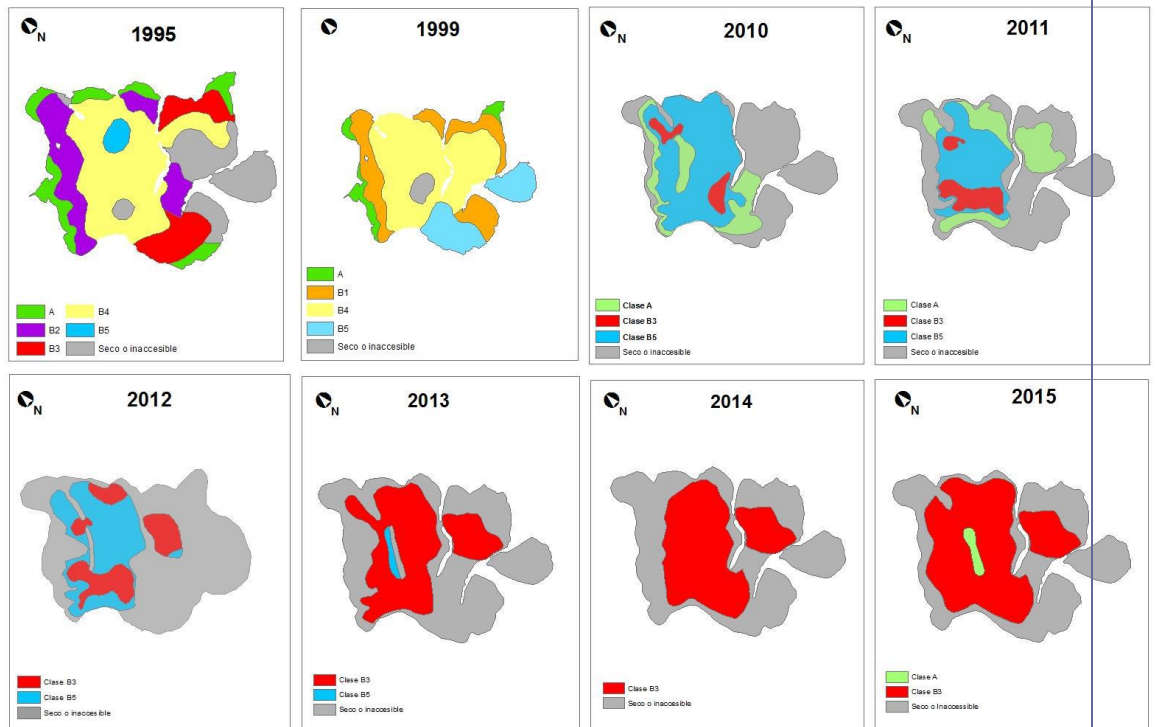 N
1995
A
B4
B2
B5
B3
Seco o inaccesible
N
1999
A
B1
B4
B5
Seco o inaccesible
N
2010
Clase A
Clase B3
Clase B5
Seco o inaccesible
N
2011
Clase A
Clase B3
Clase B5
Seco o inaccesible
N
2012
Clase B3
Clase B5
Seco o inaccesible
N
2013
Clase B3
Clase B5
Seco o inaccesible
N
2014
Clase B3
Seco o inaccesible
N
2015
Clase A
Clase B3
Seco o Inaccesible